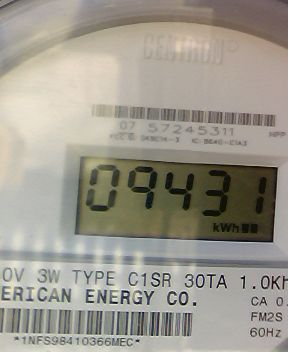 CENTRON
07 57245311
HPP
09431
kWh
0V 3W TYPE C1SR 30TA 1.0Kh
ERICAN ENERGY CO.
CA 0.
FM2S
60Hz
*1NFS98410366MEC*